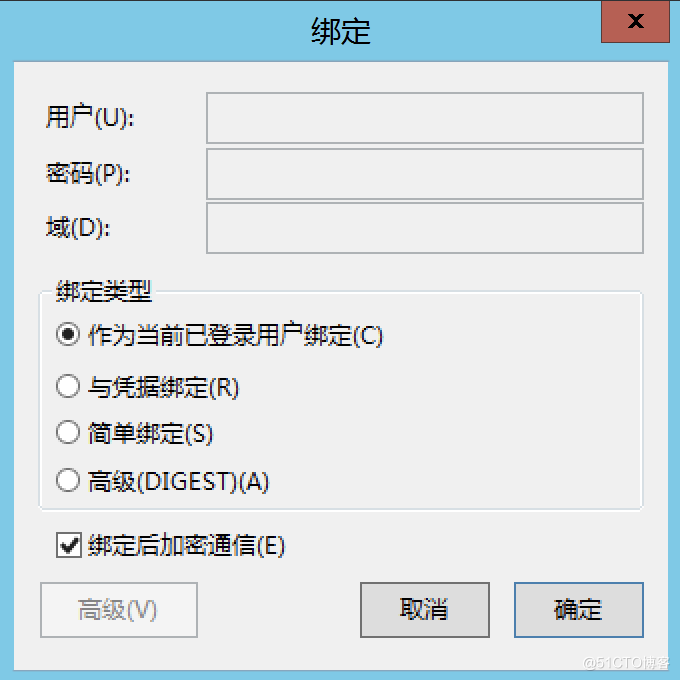 绑定
x
用户(U):
密码(P):
域(D):
绑定类型
作为当前已登录用户绑定(C)
与凭据绑定(R)
简单绑定(S)
高级(DIGEST)(A)
绑定后加密通信(E)
高级(V) 取消 确定
@51CTO博客